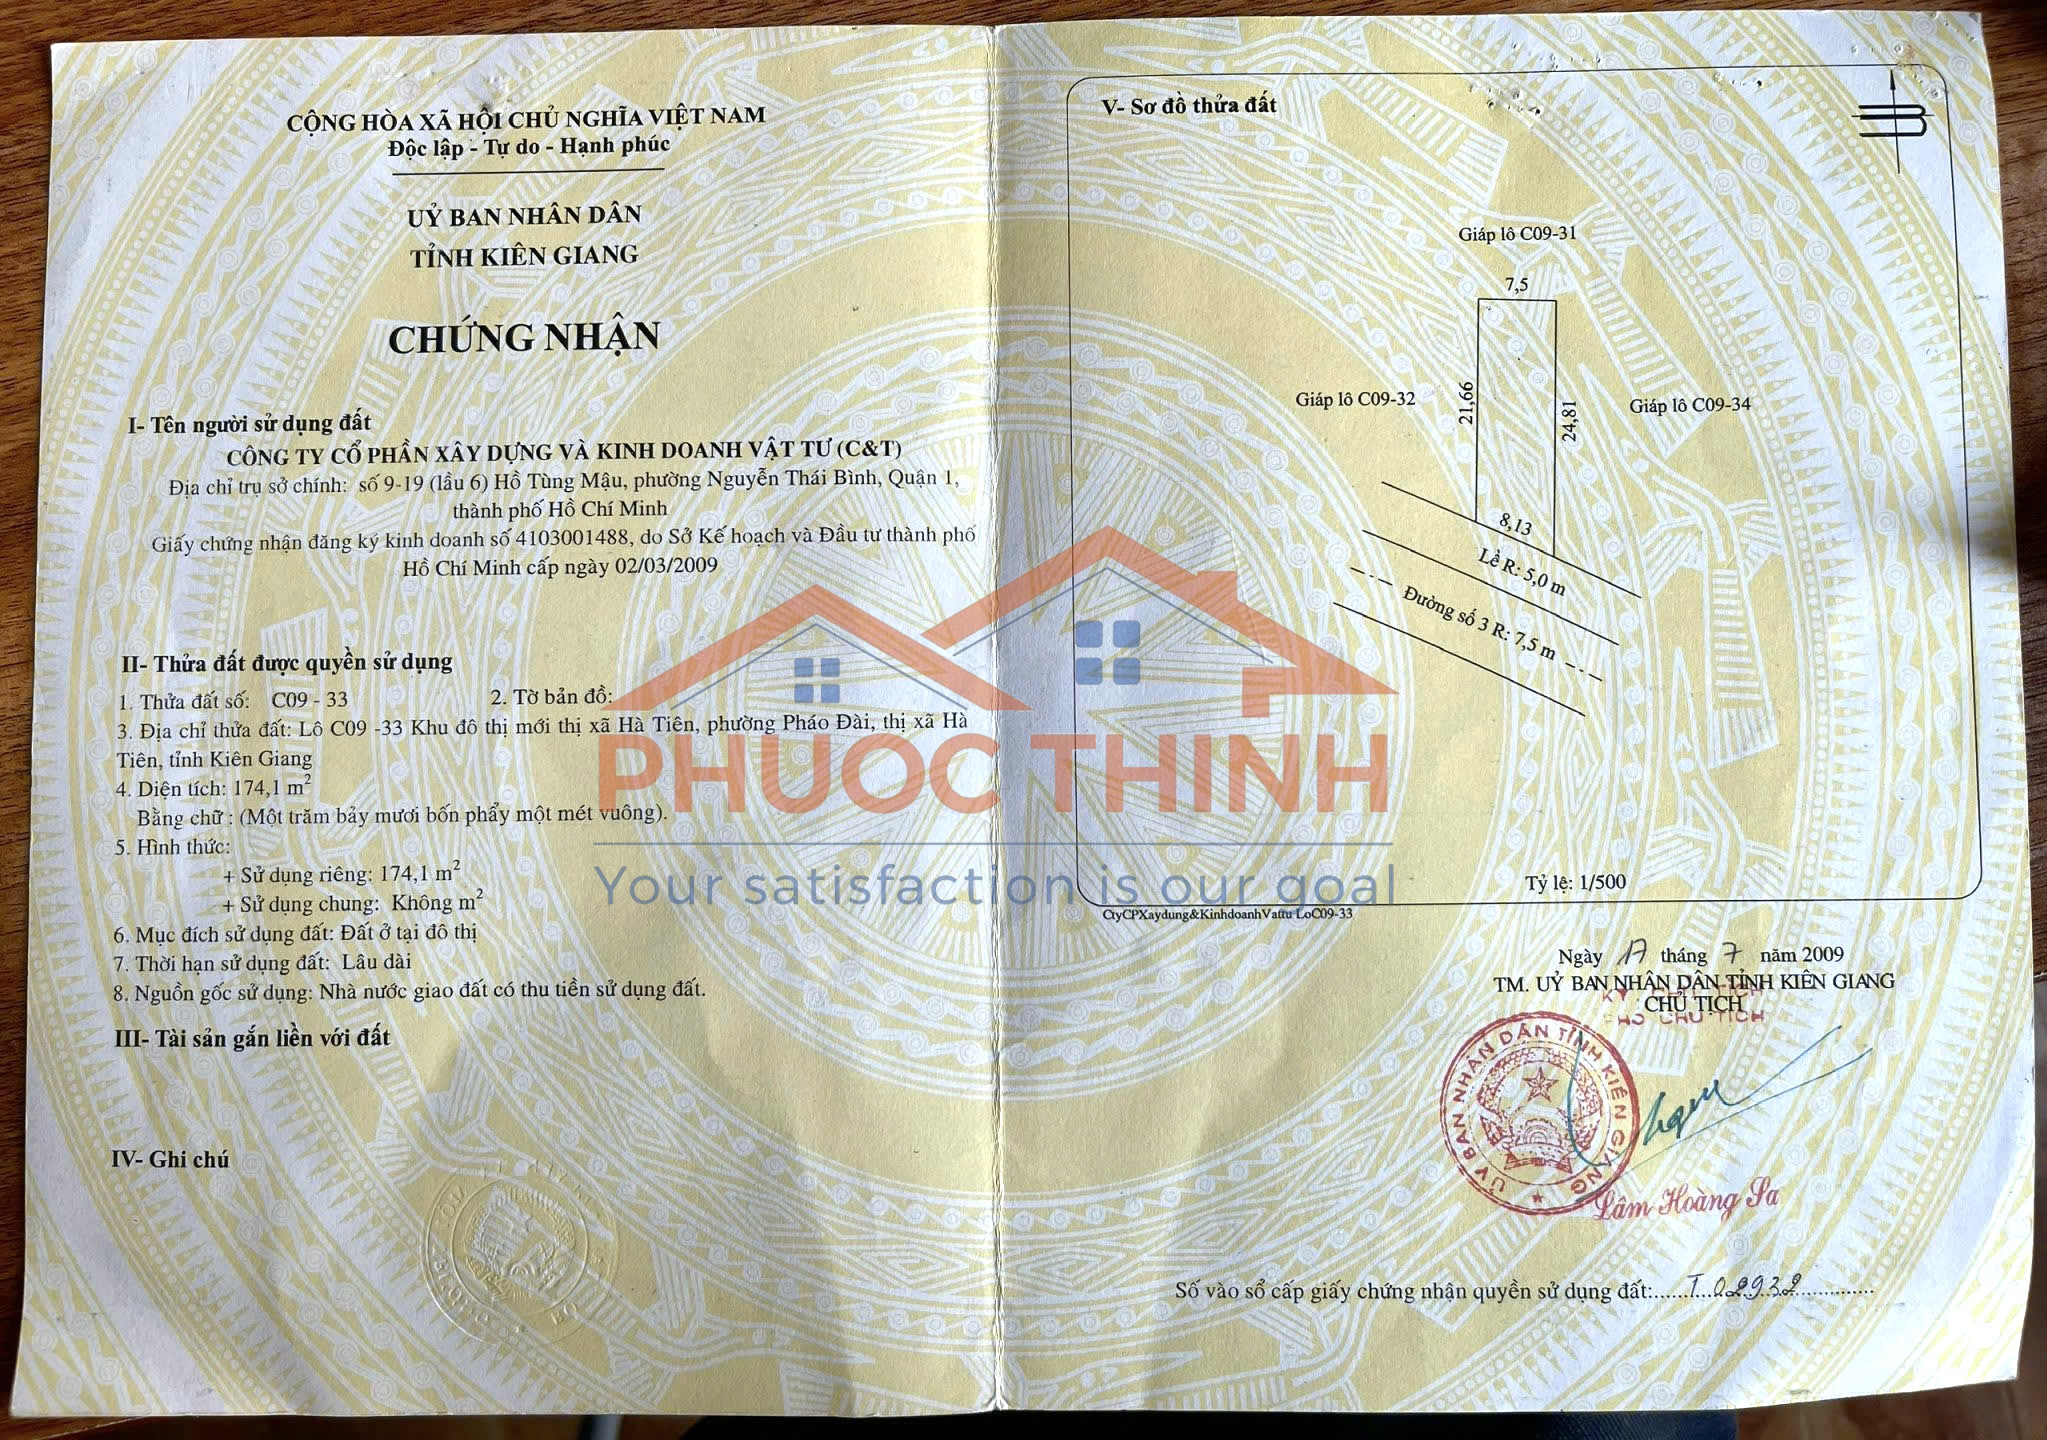 CỘNG HÒA XÃ HỘI CHỦ NGHĨA VIỆT NAM
Độc lập - Tự do - Hạnh phúc
UỶ BAN NHÂN DÂN
TỈNH KIÊN GIANG
CHỨNG NHẬN
I- Tên người sử dụng đất
CÔNG TY CỔ PHẦN XÂY DỰNG VÀ KINH DOANH VẬT TƯ (C&T)
Địa chỉ trụ sở chính: số 9-19 (lầu 6) Hồ Tùng Mậu, phường Nguyễn Thái Bình, Quận 1,
thành phố Hồ Chí Minh
Giấy chứng nhận đăng ký kinh doanh số 4103001488, do Sở Kế hoạch và Đầu tư thành phố
Hồ Chí Minh cấp ngày 02/03/2009
II- Thửa đất được quyền sử dụng
1. Thửa đất số: C09 - 33 2. Tờ bản đồ:
3. Địa chỉ thửa đất: Lô C09 -33 Khu đô thị mới thị xã Hà Tiên, phường Pháo Đài, thị xã Hà
Tiên, tỉnh Kiên Giang
4. Diện tích: 174,1 m²
Bằng chữ : (Một trăm bảy mươi bốn phẩy một mét vuông).
5. Hình thức:
+ Sử dụng riêng: 174,1 m²
+ Sử dụng chung: Không m²
6. Mục đích sử dụng đất: Đất ở tại đô thị
7. Thời hạn sử dụng đất: Lâu dài
8. Nguồn gốc sử dụng: Nhà nước giao đất có thu tiền sử dụng đất.
III- Tài sản gắn liền với đất
IV- Ghi chú
PHUOC THINH
Your satisfaction is our goal
V- Sơ đồ thửa đất
B
Giáp lô C09-31
7,5
Giáp lô C09-32
21,66
24,81
Giáp lô C09-34
8,13
Lề R: 5,0 m
Đường số 3 R: 7,5 m
Tỷ lệ: 1/500
CtyCPXaydung&KinhdoanhVattu LoC09-33
Ngày 17 tháng 7 năm 2009
TM. UỶ BAN NHÂN DÂN TỈNH KIÊN GIANG
CHỦ TỊCH
KT. CHỦ TỊCH
PHÓ CHỦ TỊCH
ỦY BAN NHÂN DÂN TỈNH KIÊN GIANG
Lâm Hoàng Sa
Số vào sổ cấp giấy chứng nhận quyền sử dụng đất:......T.02932.............